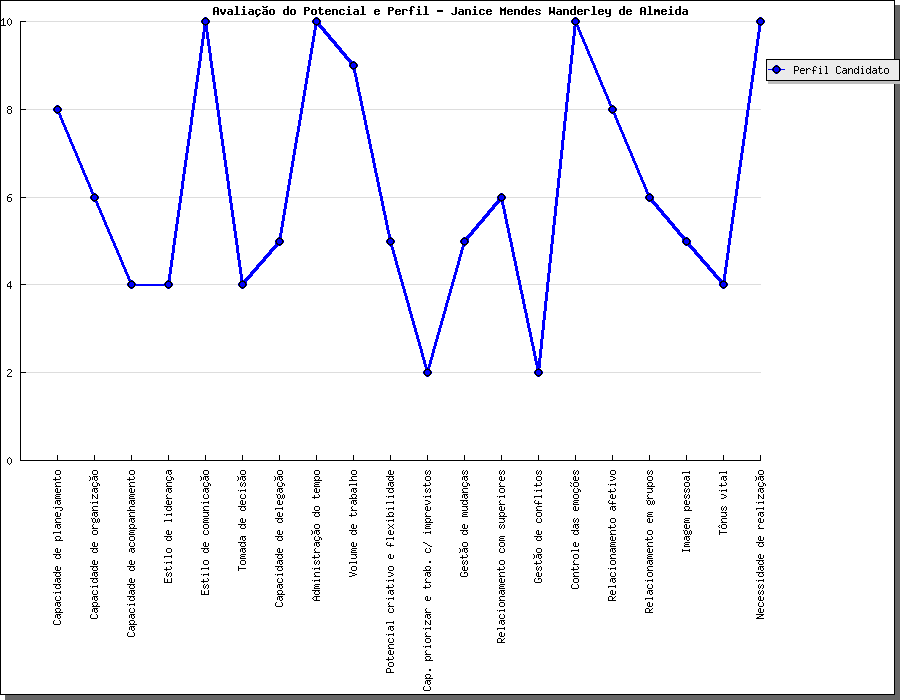 Avaliação do Potencial e Perfil - Janice Mendes Wanderley de Almeida
Perfil Candidato
10
8
6
4
2
0
Capacidade de planejamento
Capacidade de organização
Capacidade de acompanhamento
Estilo de liderança
Estilo de comunicação
Tomada de decisão
Capacidade de delegação
Administração do tempo
Volume de trabalho
Potencial criativo e flexibilidade
Cap. priorizar e trab. c/ imprevistos
Gestão de mudanças
Relacionamento com superiores
Gestão de conflitos
Controle das emoções
Relacionamento afetivo
Relacionamento em grupos
Imagem pessoal
Tônus vital
Necessidade de realização